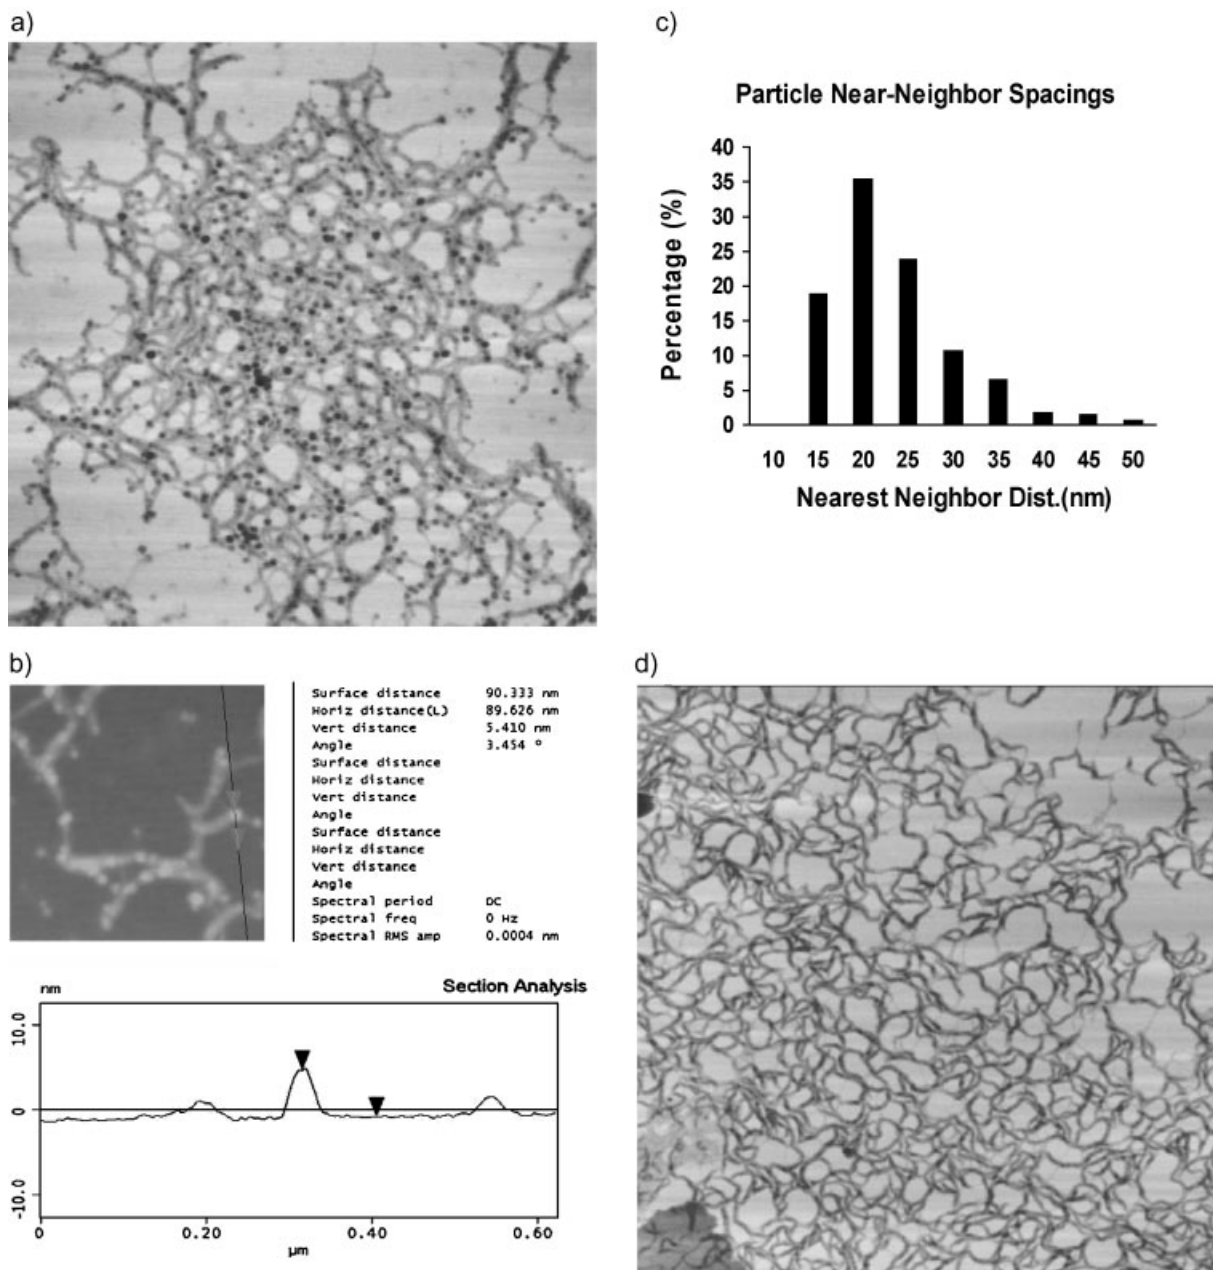 a)
c)
Particle Near-Neighbor Spacings
Percentage (%)
40
35
30
25
20
15
10
5
0
10 15 20 25 30 35 40 45 50
Nearest Neighbor Dist.(nm)
b)
Surface distance 90.333 nm
Horiz distance(L) 89.626 nm
Vert distance 5.410 nm
Angle 3.454 °
Surface distance
Horiz distance
Vert distance
Angle
Surface distance
Horiz distance
Vert distance
Angle
Spectral period DC
Spectral freq 0 Hz
Spectral RMS amp 0.0004 nm
nm
Section Analysis
10.0
0
-10.0
0 0.20 0.40 0.60
µm
d)